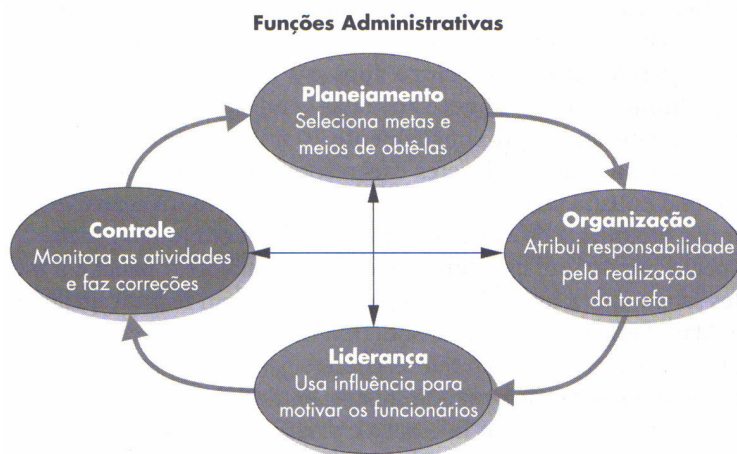 Funções Administrativas
Planejamento
Seleciona metas e
meios de obtê-las
Controle
Monitora as atividades
e faz correções
Organização
Atribui responsabilidade
pela realização
da tarefa
Liderança
Usa influência para
motivar os funcionários